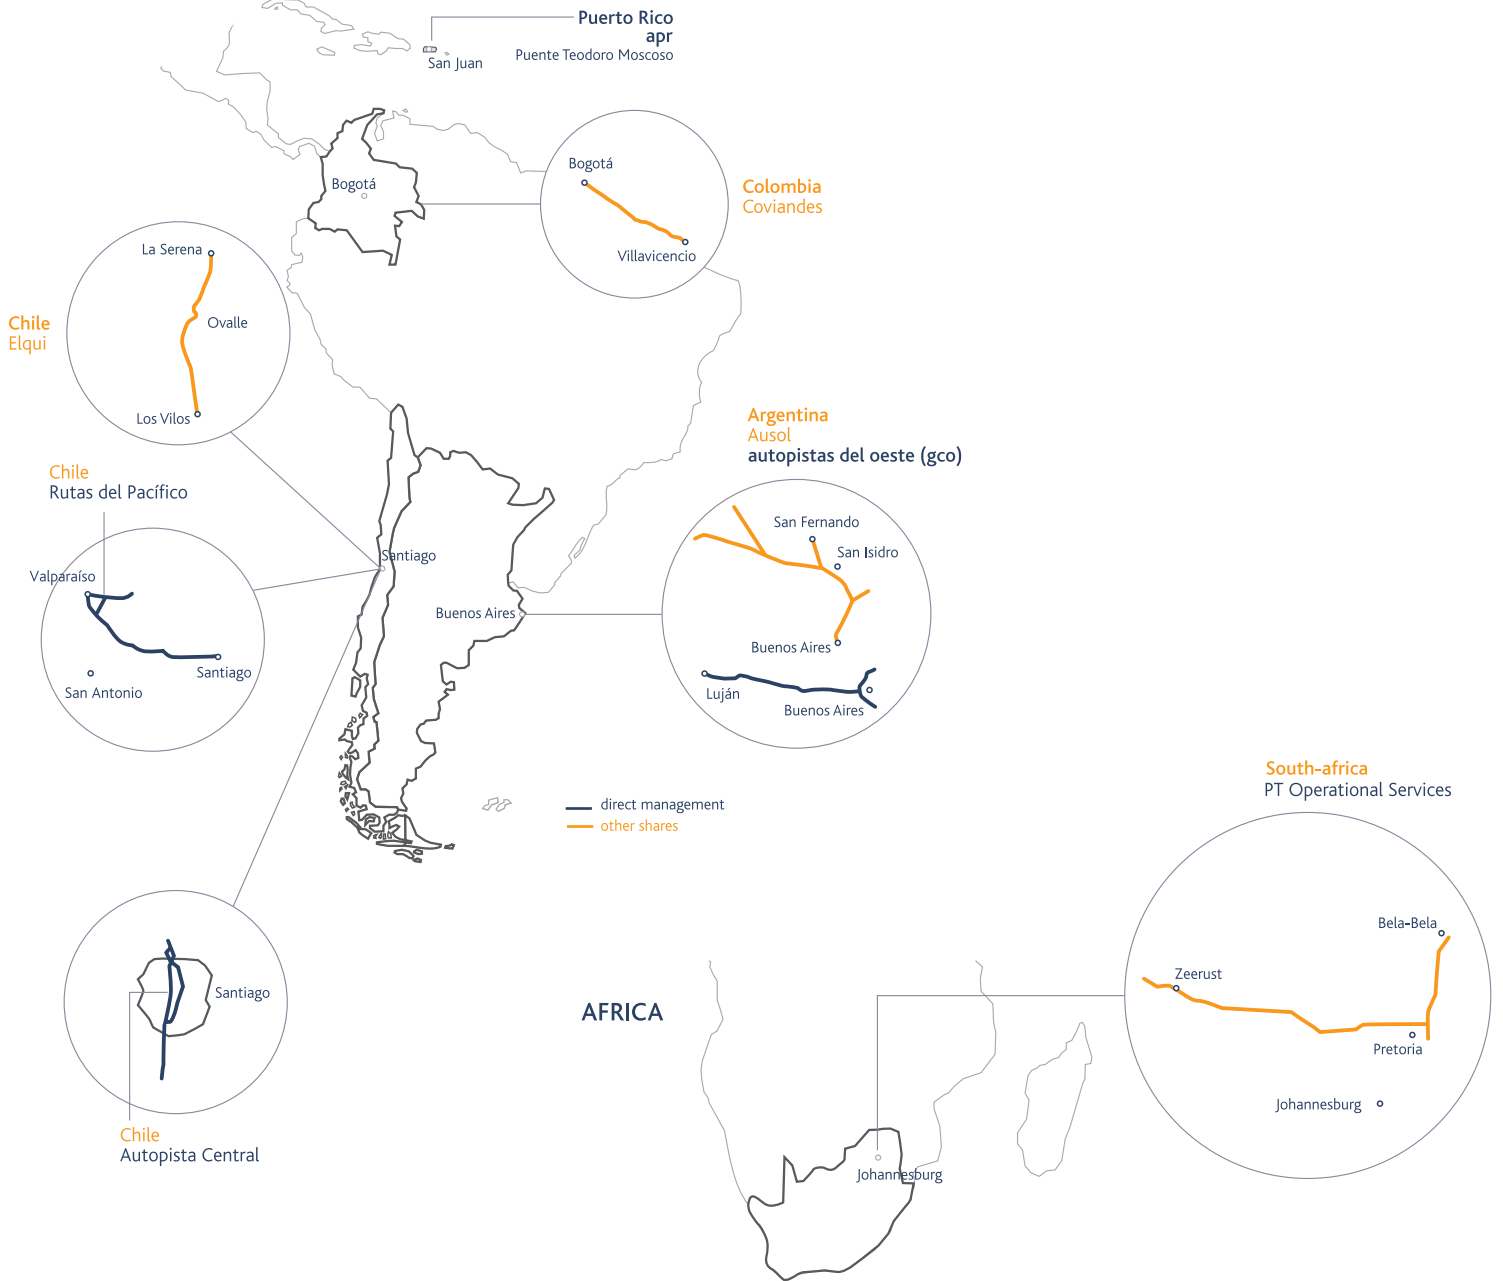 Puerto Rico
apr
Puente Teodoro Moscoso
San Juan
Bogotá
Bogotá
Villavicencio
Colombia
Coviandes
La Serena
Ovalle
Los Vilos
Chile
Elqui
Argentina
Ausol
autopistas del oeste (gco)
San Fernando
San Isidro
Buenos Aires
Luján
Buenos Aires
Chile
Rutas del Pacífico
Valparaíso
Santiago
San Antonio
Santiago
Buenos Aires
direct management
other shares
South-africa
PT Operational Services
Bela-Bela
Zeerust
Pretoria
Johannesburg
Santiago
AFRICA
Chile
Autopista Central
Johannesburg